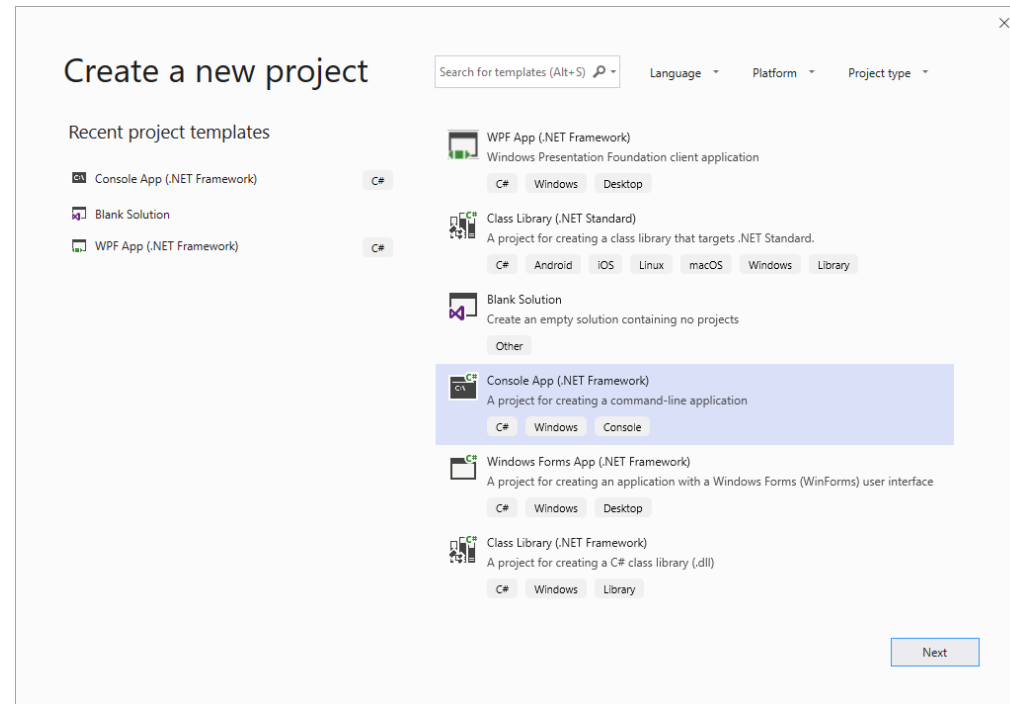 Create a new project
Search for templates (Alt+S)
Language
Platform
Project type
Recent project templates
Console App (.NET Framework)
C#
Blank Solution
WPF App (.NET Framework)
C#
WPF App (.NET Framework)
Windows Presentation Foundation client application
C# Windows Desktop
C#
Class Library (.NET Standard)
A project for creating a class library that targets .NET Standard.
C# Android iOS Linux macOS Windows Library
Blank Solution
Create an empty solution containing no projects
Other
C#
C:\
Console App (.NET Framework)
A project for creating a command-line application
C# Windows Console
C#
Windows Forms App (.NET Framework)
A project for creating an application with a Windows Forms (WinForms) user interface
C# Windows Desktop
C#
Class Library (.NET Framework)
A project for creating a C# class library (.dll)
C# Windows Library
Next